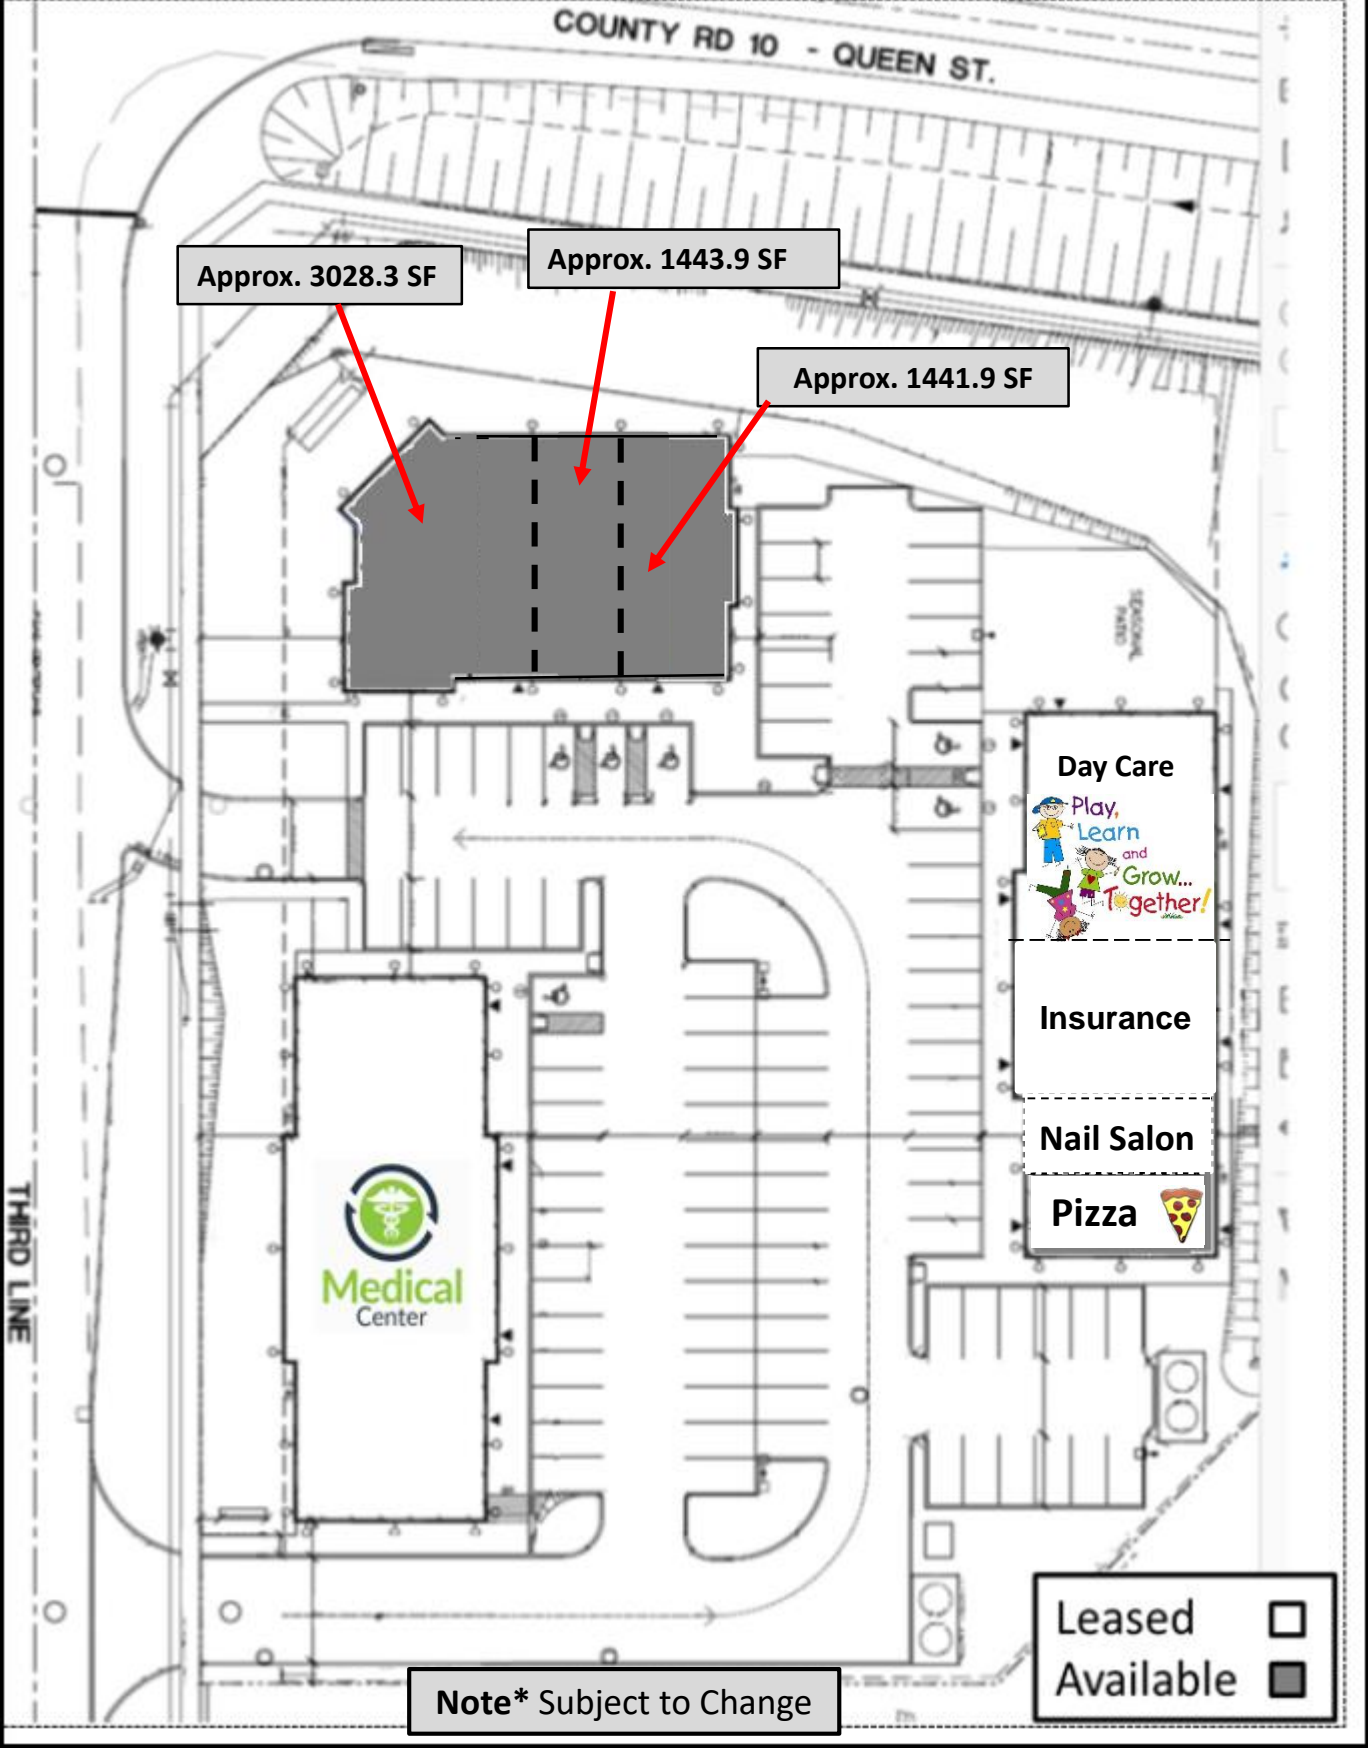 COUNTY RD 10 - QUEEN ST.
Approx. 3028.3 SF
Approx. 1443.9 SF
Approx. 1441.9 SF
SEASONAL
PATIO
Day Care
Play,
Learn
and
Grow...
Together!
Insurance
Nail Salon
Pizza
Medical
Center
THIRD LINE
Leased
Available
Note* Subject to Change